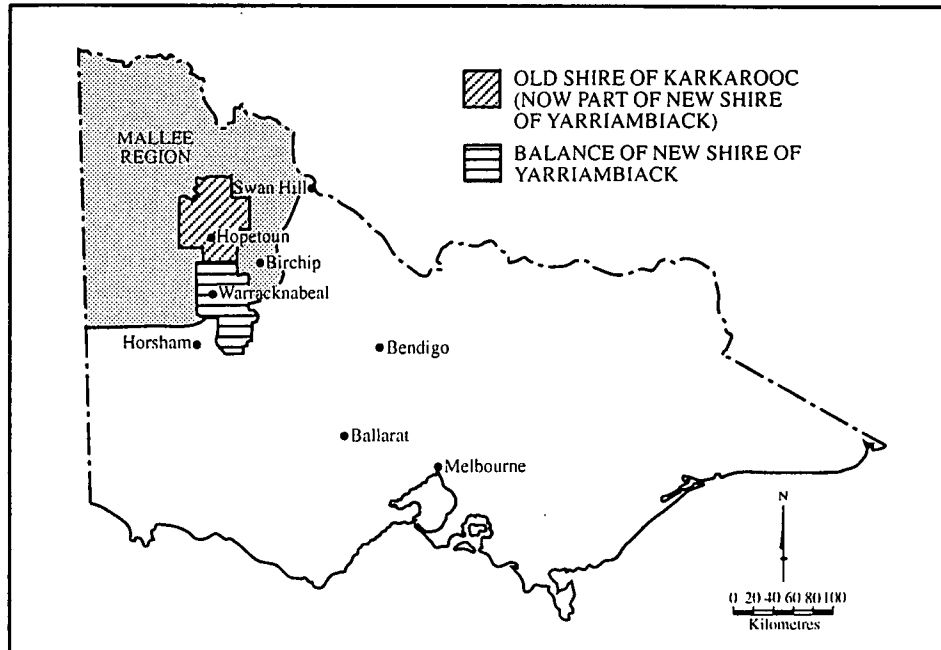 OLD SHIRE OF KARKAROOC
(NOW PART OF NEW SHIRE
OF YARRIAMBIACK)
BALANCE OF NEW SHIRE OF
YARRIAMBIACK
MALLEE
REGION
Swan Hill
Hopetoun
Birchip
Warracknabeal
Horsham
Bendigo
Ballarat
Melbourne
N
0 20 40 60 80 100
Kilometres